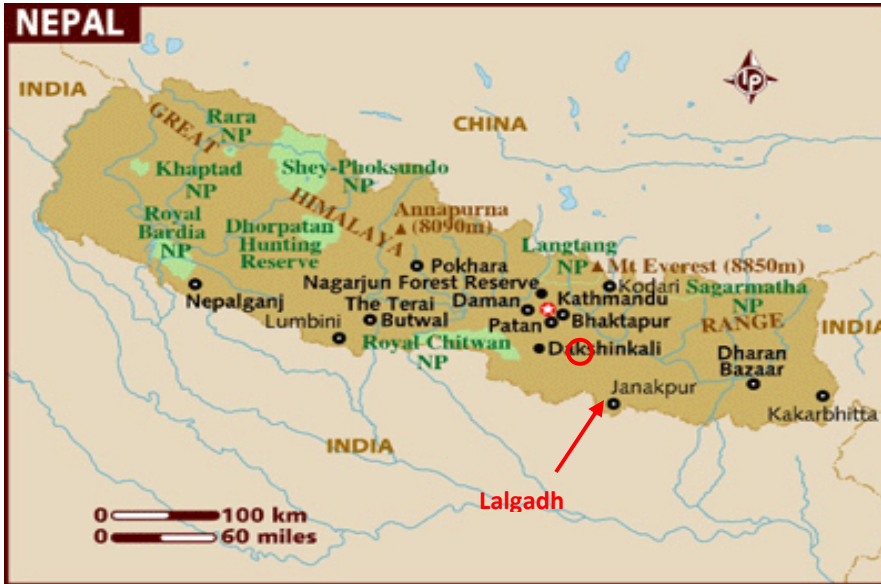 NEPAL
INDIA
CHINA
lp
GREAT
HIMALAYA
RANGE
Rara
NP
Khaptad
NP
Shey-Phoksundo
NP
Royal
Bardia
NP
Dhorpatan
Hunting
Reserve
Annapurna
(8090m)
Langtang
NP
Mt Everest (8850m)
Pokhara
Nagarjun Forest Reserve
Kodari
Sagarmatha
NP
Nepalganj
The Terai
Daman
Kathmandu
Lumbini
Butwal
Patan
Bhaktapur
INDIA
Royal Chitwan
NP
Dakshinkali
Dharan
Bazaar
Janakpur
Kakarbhitta
INDIA
Lalgadh
0 100 km
0 60 miles